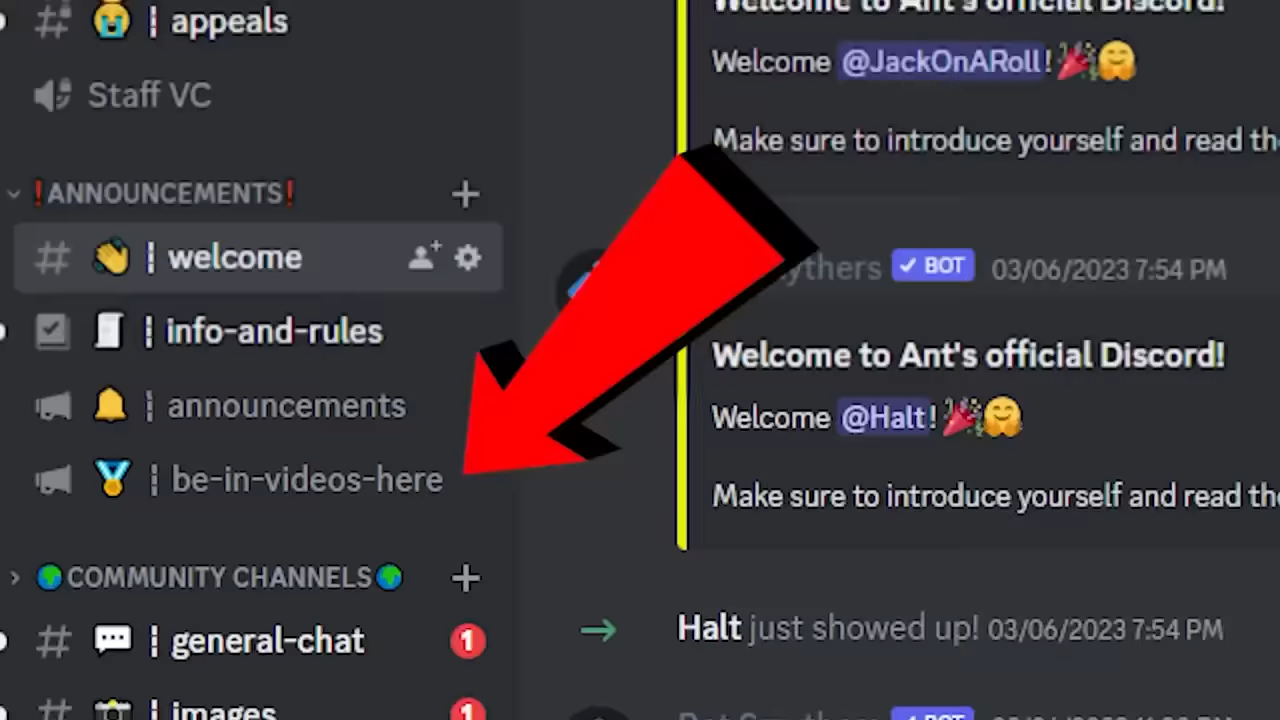 appeals
Staff VC
❗ANNOUNCEMENTS❗
welcome
info-and-rules
announcements
be-in-videos-here
COMMUNITY CHANNELS
general-chat
1
images
1
Welcome to Ant's official Discord!
Welcome @JackOnARoll!
Make sure to introduce yourself and read
BOT 03/06/2023 7:54 PM
Welcome to Ant's official Discord!
Welcome @Halt!
Make sure to introduce yourself and read
Halt just showed up! 03/06/2023 7:54 PM
BOT